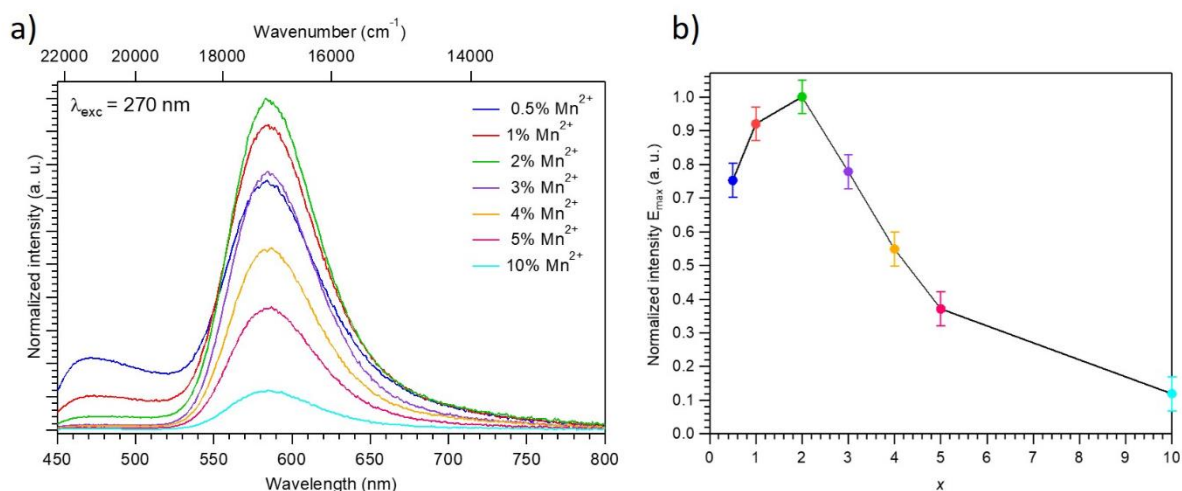 a)
Wavenumber (cm⁻¹)
22000 20000 18000 16000 14000
λexc = 270 nm
0.5% Mn²⁺
1% Mn²⁺
2% Mn²⁺
3% Mn²⁺
4% Mn²⁺
5% Mn²⁺
10% Mn²⁺
Normalized intensity (a. u.)
450 500 550 600 650 700 750 800
Wavelength (nm)
b)
Normalized intensity Emax (a. u.)
1.0
0.9
0.8
0.7
0.6
0.5
0.4
0.3
0.2
0.1
0.0
0 1 2 3 4 5 6 7 8 9 10
x